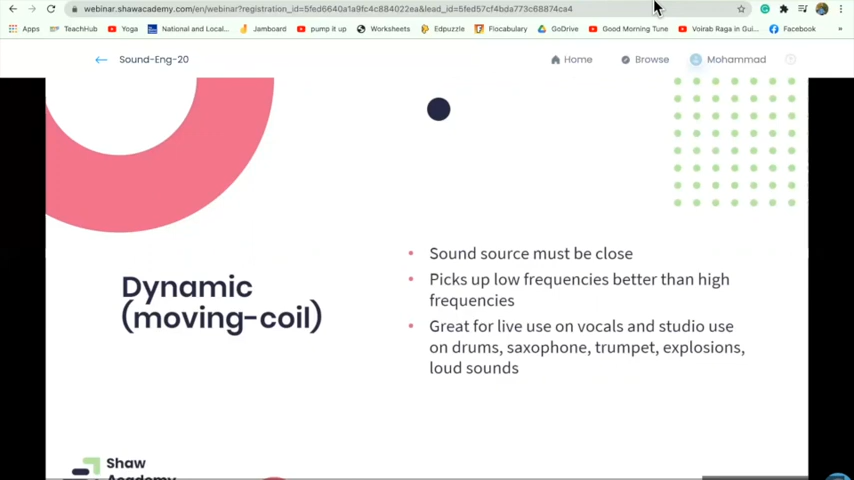 webinar.shawacademy.com/en/webinar?registration_id=5fed6640a1a9fc4c884022ea&lead_id=5fed57cf4bda773c68874ca4
Apps TeachHub Yoga National and Local... Jamboard pump it up Worksheets Edpuzzle Flocabulary GoDrive Good Morning Tune Voirab Raga in Gui... Facebook »
Sound-Eng-20 Home Browse Mohammad
Dynamic
(moving-coil)
• Sound source must be close
• Picks up low frequencies better than high
frequencies
• Great for live use on vocals and studio use
on drums, saxophone, trumpet, explosions,
loud sounds
Shaw
Academy